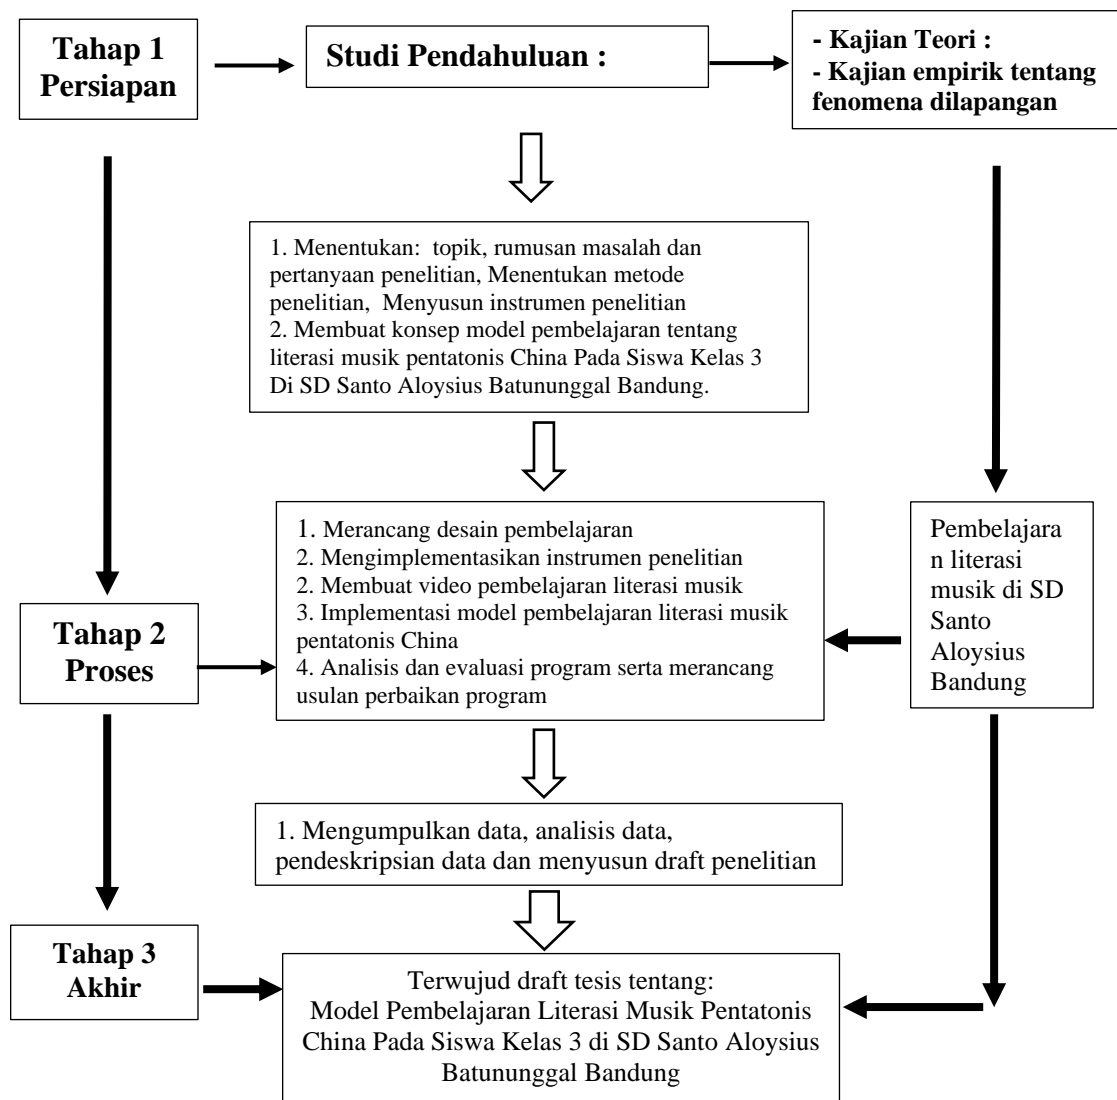 Tahap 1
Persiapan
Studi Pendahuluan :
- Kajian Teori :
- Kajian empirik tentang
fenomena dilapangan
1. Menentukan:  topik, rumusan masalah dan
pertanyaan penelitian, Menentukan metode
penelitian,  Menyusun instrumen penelitian
2. Membuat konsep model pembelajaran tentang
literasi musik pentatonis China Pada Siswa Kelas 3
Di SD Santo Aloysius Batununggal Bandung.
Tahap 2
Proses
1. Merancang desain pembelajaran
2. Mengimplementasikan instrumen penelitian
2. Membuat video pembelajaran literasi musik
3. Implementasi model pembelajaran literasi musik
pentatonis China
4. Analisis dan evaluasi program serta merancang
usulan perbaikan program
Pembelajara
n literasi
musik di SD
Santo
Aloysius
Bandung
1. Mengumpulkan data, analisis data,
pendeskripsian data dan menyusun draft penelitian
Tahap 3
Akhir
Terwujud draft tesis tentang:
Model Pembelajaran Literasi Musik Pentatonis
China Pada Siswa Kelas 3 di SD Santo Aloysius
Batununggal Bandung